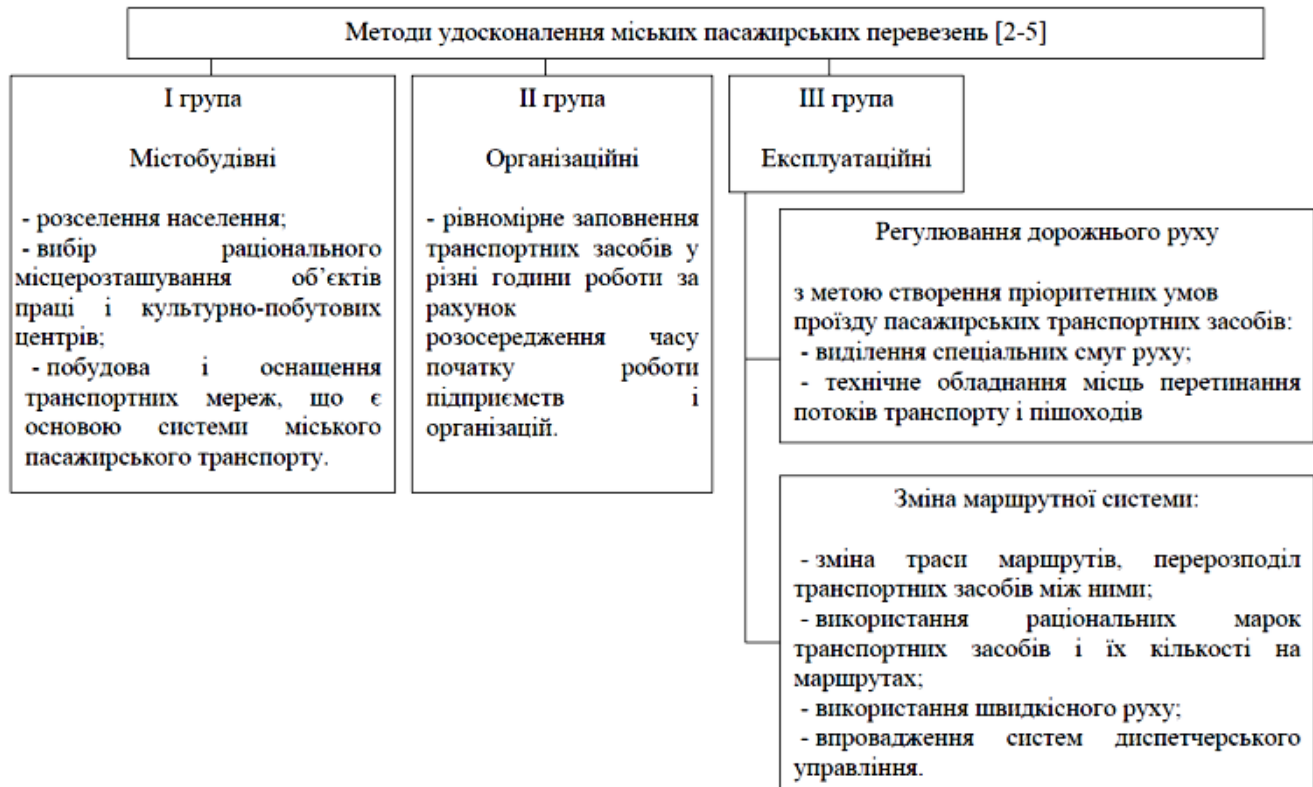 Методи удосконалення міських пасажирських перевезень [2-5]
І група
Містобудівні
- розселення населення;
- вибір раціонального
місцерозташування об’єктів
праці і культурно-побутових
центрів;
- побудова і оснащення
транспортних мереж, що є
основою системи міського
пасажирського транспорту.
ІІ група
Організаційні
- рівномірне заповнення
транспортних засобів у
різні години роботи за
рахунок
розосередження часу
початку роботи
підприємств і
організацій.
ІІІ група
Експлуатаційні
Регулювання дорожнього руху
з метою створення пріоритетних умов
проїзду пасажирських транспортних засобів:
- виділення спеціальних смуг руху;
- технічне обладнання місць перетинання
потоків транспорту і пішоходів
Зміна маршрутної системи:
- зміна траси маршрутів, перерозподіл
транспортних засобів між ними;
- використання раціональних марок
транспортних засобів і їх кількості на
маршрутах;
- використання швидкісного руху;
- впровадження систем диспетчерського
управління.